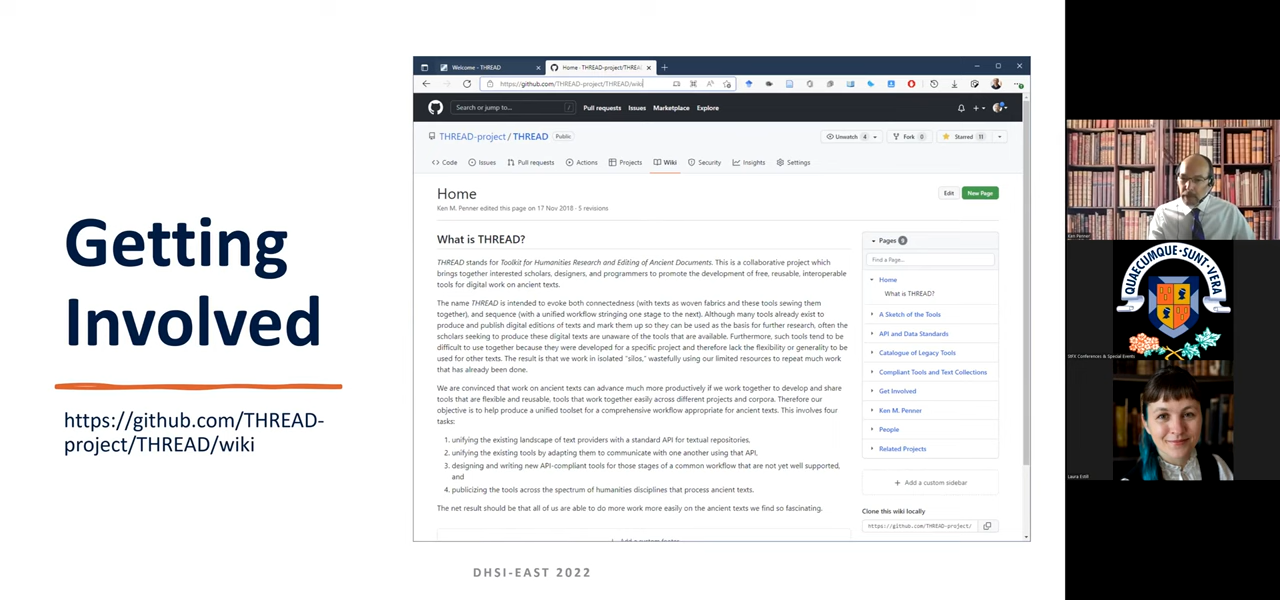 Getting
Involved
https://github.com/THREAD-
project/THREAD/wiki
Welcome - THREAD
Home · THREAD-project/THREAD
https://github.com/THREAD-project/THREAD/wiki
Search or jump to...
/
Pull requests
Issues
Marketplace
Explore
THREAD-project / THREAD
Public
Unwatch 4
Fork 0
Starred 11
Code
Issues
Pull requests
Actions
Projects
Wiki
Security
Insights
Settings
Home
Edit
New Page
Ken M. Penner edited this page on 17 Nov 2018 · 5 revisions
What is THREAD?
THREAD stands for Toolkit for Humanities Research and Editing of Ancient Documents. This is a collaborative project which
brings together interested scholars, designers, and programmers to promote the development of free, reusable, interoperable
tools for digital work on ancient texts.
The name THREAD is intended to evoke both connectedness (with texts as woven fabrics and these tools sewing them
together), and sequence (with a unified workflow stringing one stage to the next). Although many tools already exist to
produce and publish digital editions of texts and mark them up so they can be used as the basis for further research, often the
scholars seeking to produce these digital texts are unaware of the tools that are available. Furthermore, such tools tend to be
difficult to use together because they were developed for a specific project and therefore lack the flexibility or generality to be
used for other texts. The result is that we work in isolated "silos," wastefully using our limited resources to repeat much work
that has already been done.
We are convinced that work on ancient texts can advance much more productively if we work together to develop and share
tools that are flexible and reusable, tools that work together easily across different projects and corpora. Therefore our
objective is to help produce a unified toolset for a comprehensive workflow appropriate for ancient texts. This involves four
tasks:
1. unifying the existing landscape of text providers with a standard API for textual repositories,
2. unifying the existing tools by adapting them to communicate with one another using that API,
3. designing and writing new API-compliant tools for those stages of a common workflow that are not yet well supported,
and
4. publicizing the tools across the spectrum of humanities disciplines that process ancient texts.
The net result should be that all of us are able to do more work more easily on the ancient texts we find so fascinating.
Pages 9
Find a Page...
Home
What is THREAD?
A Sketch of the Tools
API and Data Standards
Catalogue of Legacy Tools
Compliant Tools and Text Collections
Get Involved
Ken M. Penner
People
Related Projects
Add a custom sidebar
Clone this wiki locally
https://github.com/THREAD-project/
Add a custom footer
DHSI-EAST 2022
Ken Penner
QUAECUMQUE·SUNT·VERA
StFX Conferences & Special Events
Laura Estill